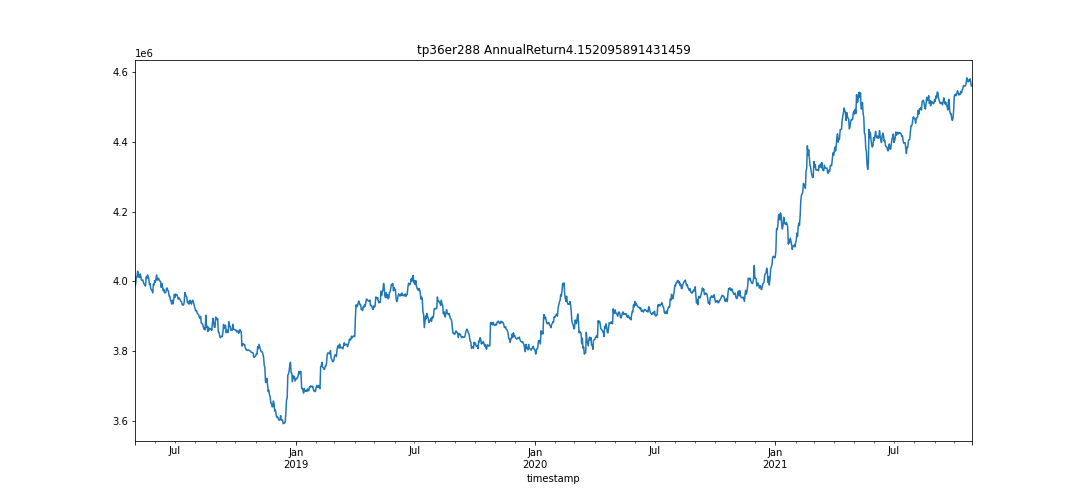 tp36er288 AnnualReturn4.152095891431459
1e6
4.6
4.4
4.2
4.0
3.8
3.6
Jul Jan Jul Jan Jul Jan Jul
2019 2020 2021
timestamp